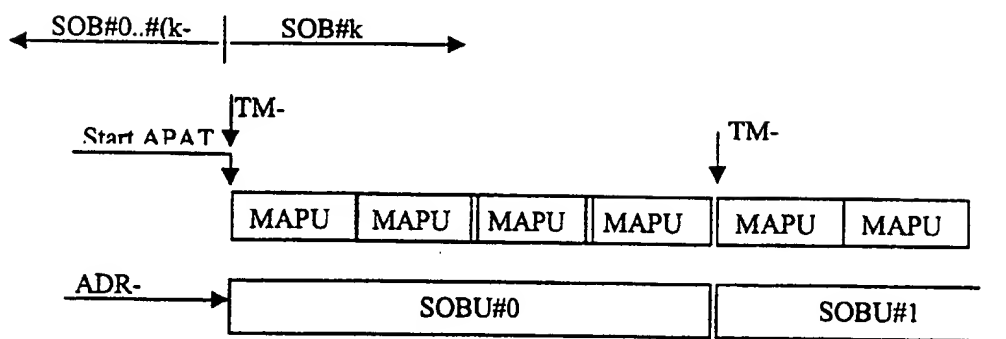 SOB#0..#(k-
SOB#k
TM-
Start APAT
TM-
MAPU MAPU MAPU MAPU MAPU MAPU
ADR-
SOBU#0 SOBU#1